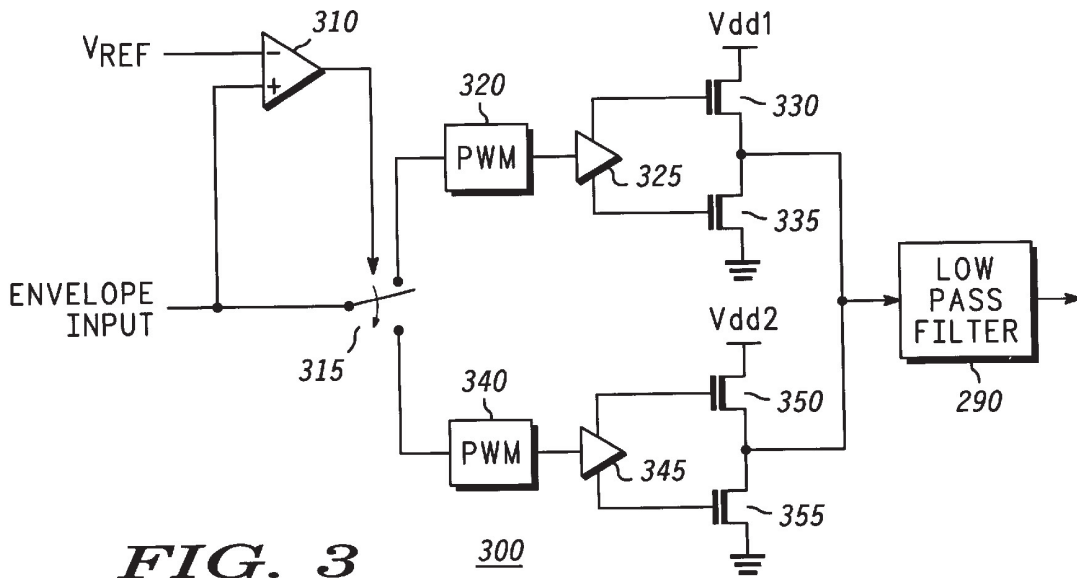 310
VREF
-
+
Vdd1
320
330
PWM
325
335
ENVELOPE
INPUT
315
LOW
PASS
FILTER
290
Vdd2
340
350
PWM
345
355
FIG. 3
300